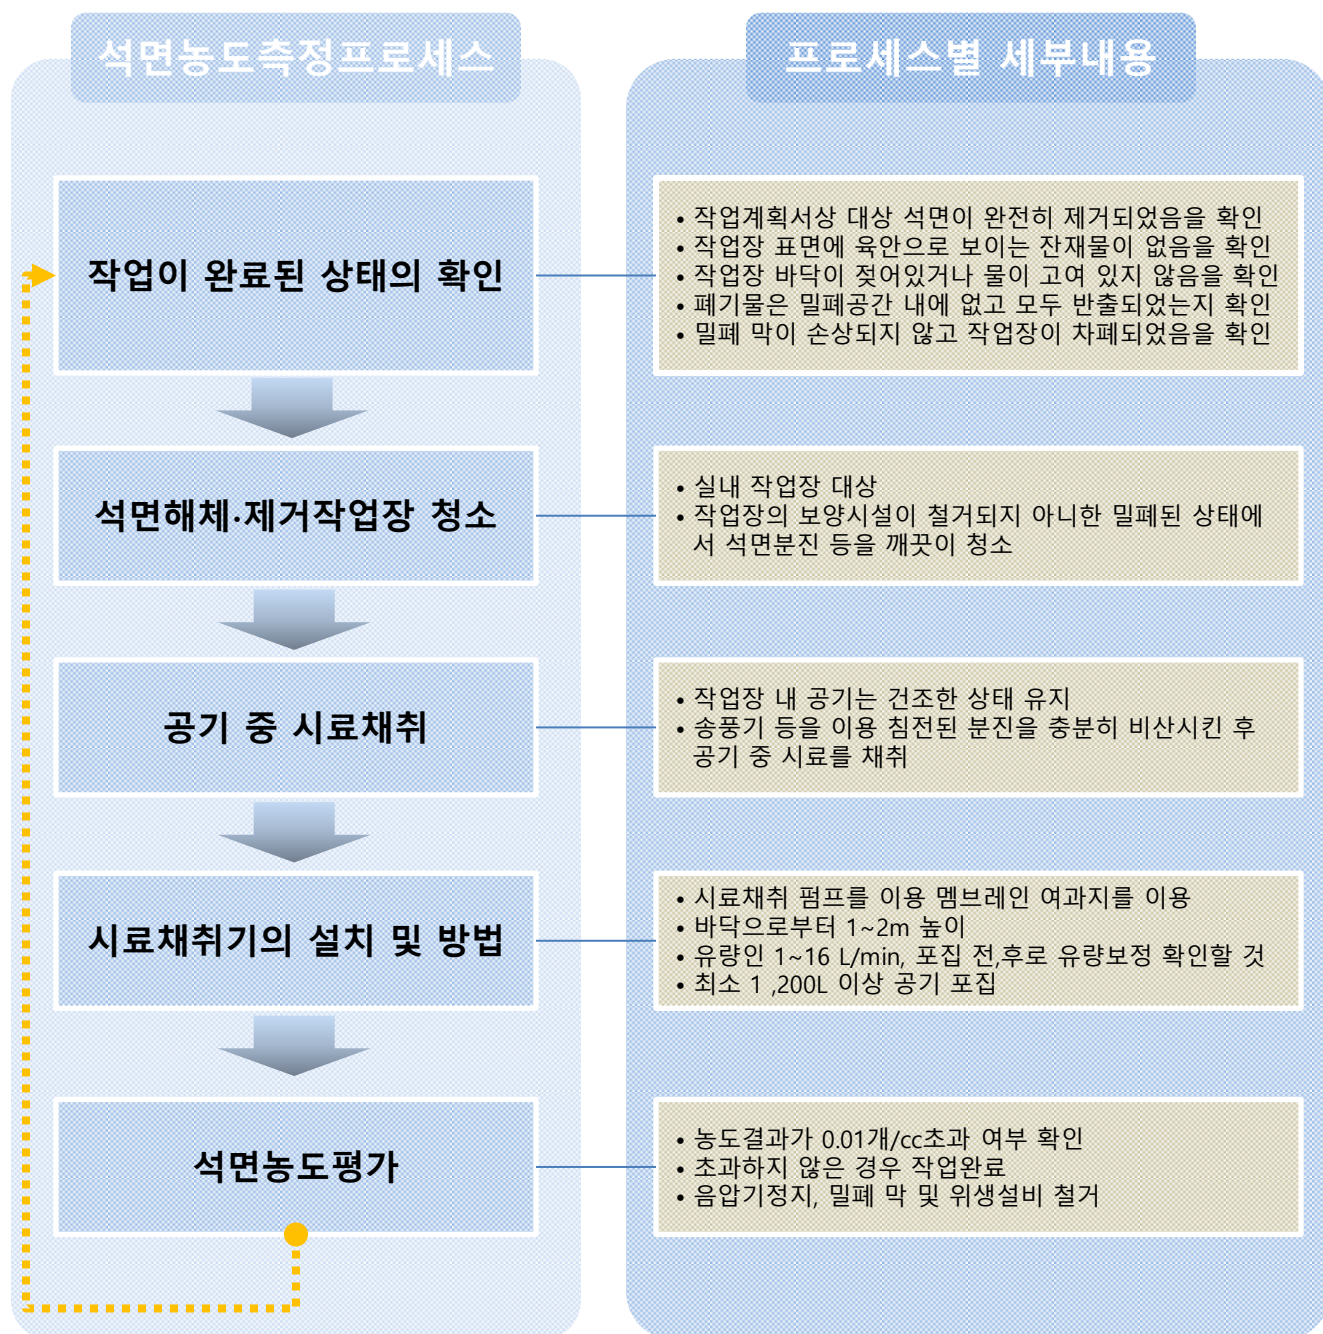 석면농도측정프로세스
프로세스별 세부내용
작업이 완료된 상태의 확인
• 작업계획서상 대상 석면이 완전히 제거되었음을 확인
• 작업장 표면에 육안으로 보이는 잔재물이 없음을 확인
• 작업장 바닥이 젖어있거나 물이 고여 있지 않음을 확인
• 폐기물은 밀폐공간 내에 없고 모두 반출되었는지 확인
• 밀폐 막이 손상되지 않고 작업장이 차폐되었음을 확인
석면해체·제거작업장 청소
• 실내 작업장 대상
• 작업장의 보양시설이 철거되지 아니한 밀폐된 상태에
서 석면분진 등을 깨끗이 청소
공기 중 시료채취
• 작업장 내 공기는 건조한 상태 유지
• 송풍기 등을 이용 침전된 분진을 충분히 비산시킨 후
공기 중 시료를 채취
시료채취기의 설치 및 방법
• 시료채취 펌프를 이용 멤브레인 여과지를 이용
• 바닥으로부터 1~2m 높이
• 유량인 1~16 L/min, 포집 전,후로 유량보정 확인할 것
• 최소 1 ,200L 이상 공기 포집
석면농도평가
• 농도결과가 0.01개/cc초과 여부 확인
• 초과하지 않은 경우 작업완료
• 음압기정지, 밀폐 막 및 위생설비 철거